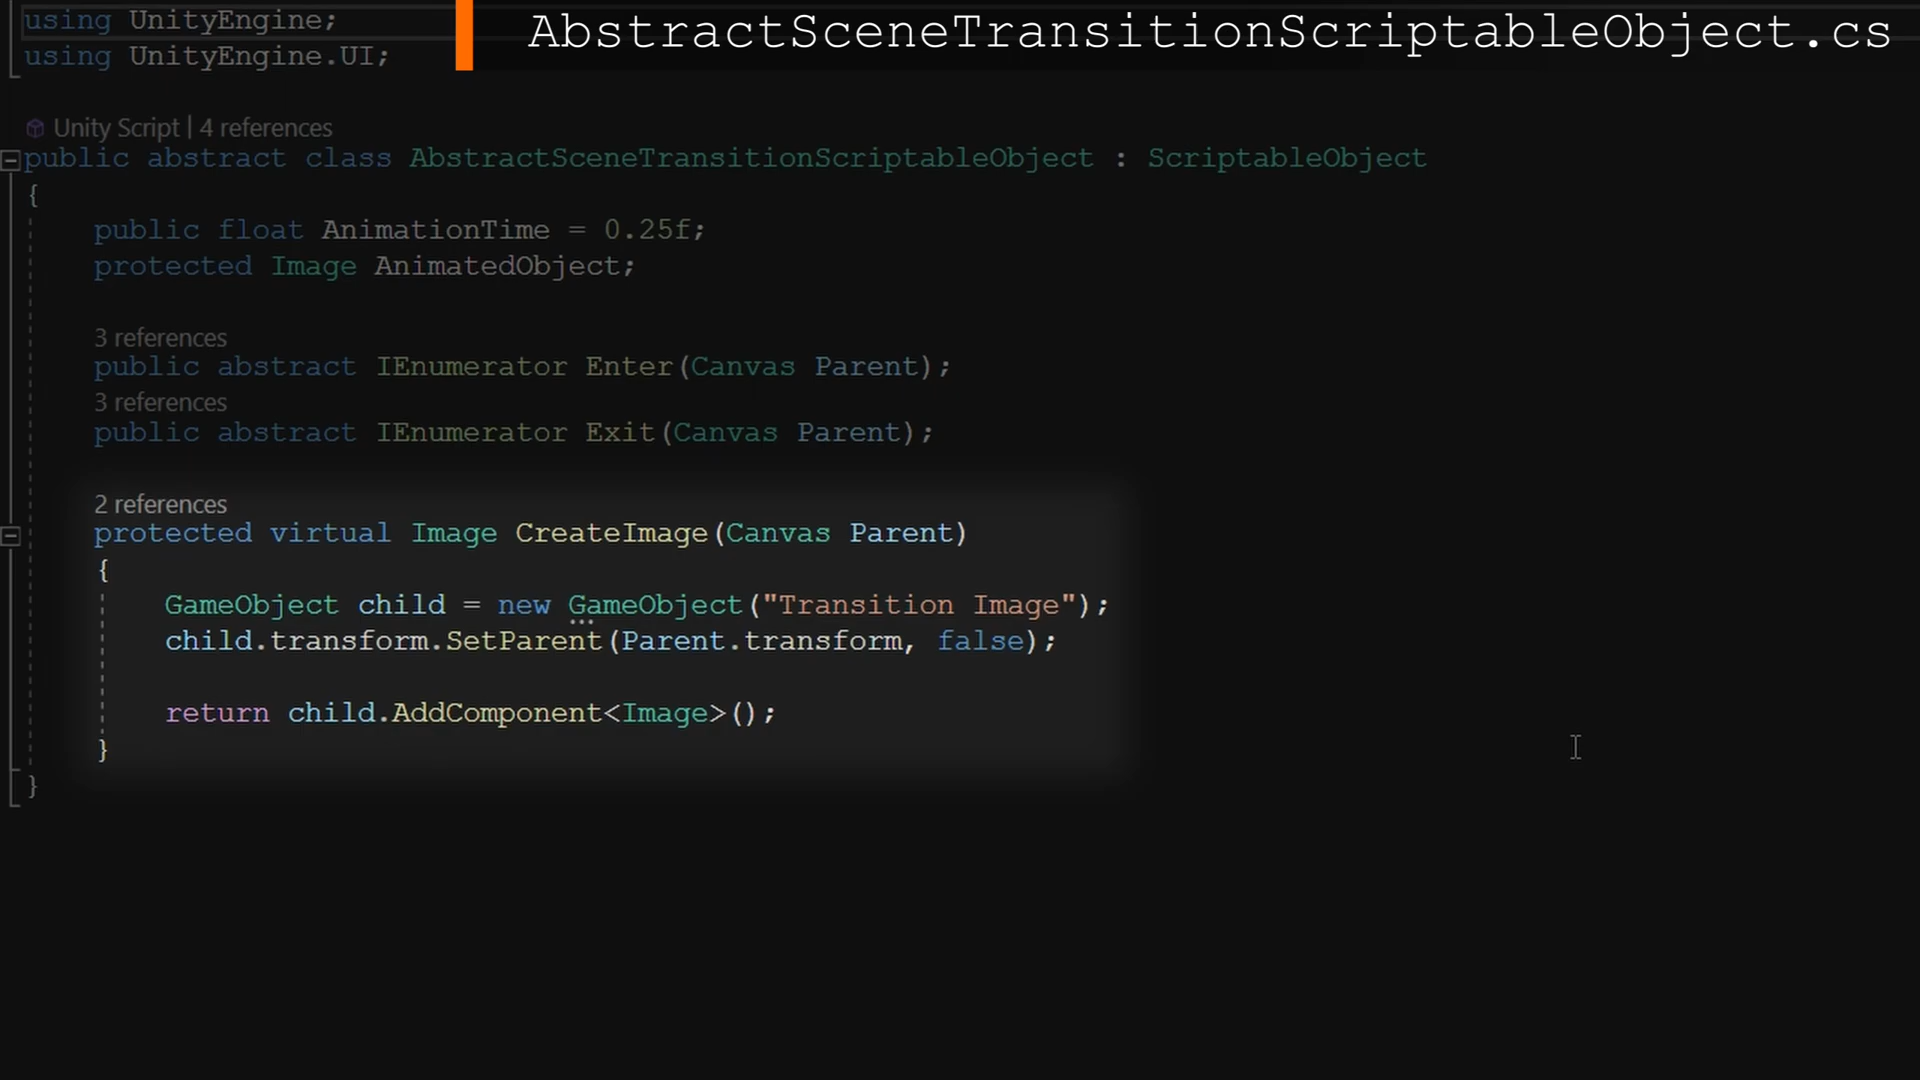 using UnityEngine;
AbstractSceneTransitionScriptableObject.cs
using UnityEngine.UI;
Unity Script | 4 references
public abstract class AbstractSceneTransitionScriptableObject : ScriptableObject
{
public float AnimationTime = 0.25f;
protected Image AnimatedObject;
3 references
public abstract IEnumerator Enter(Canvas Parent);
3 references
public abstract IEnumerator Exit(Canvas Parent);
2 references
protected virtual Image CreateImage(Canvas Parent)
{
GameObject child = new GameObject("Transition Image");
child.transform.SetParent(Parent.transform, false);
return child.AddComponent<Image>();
}
}